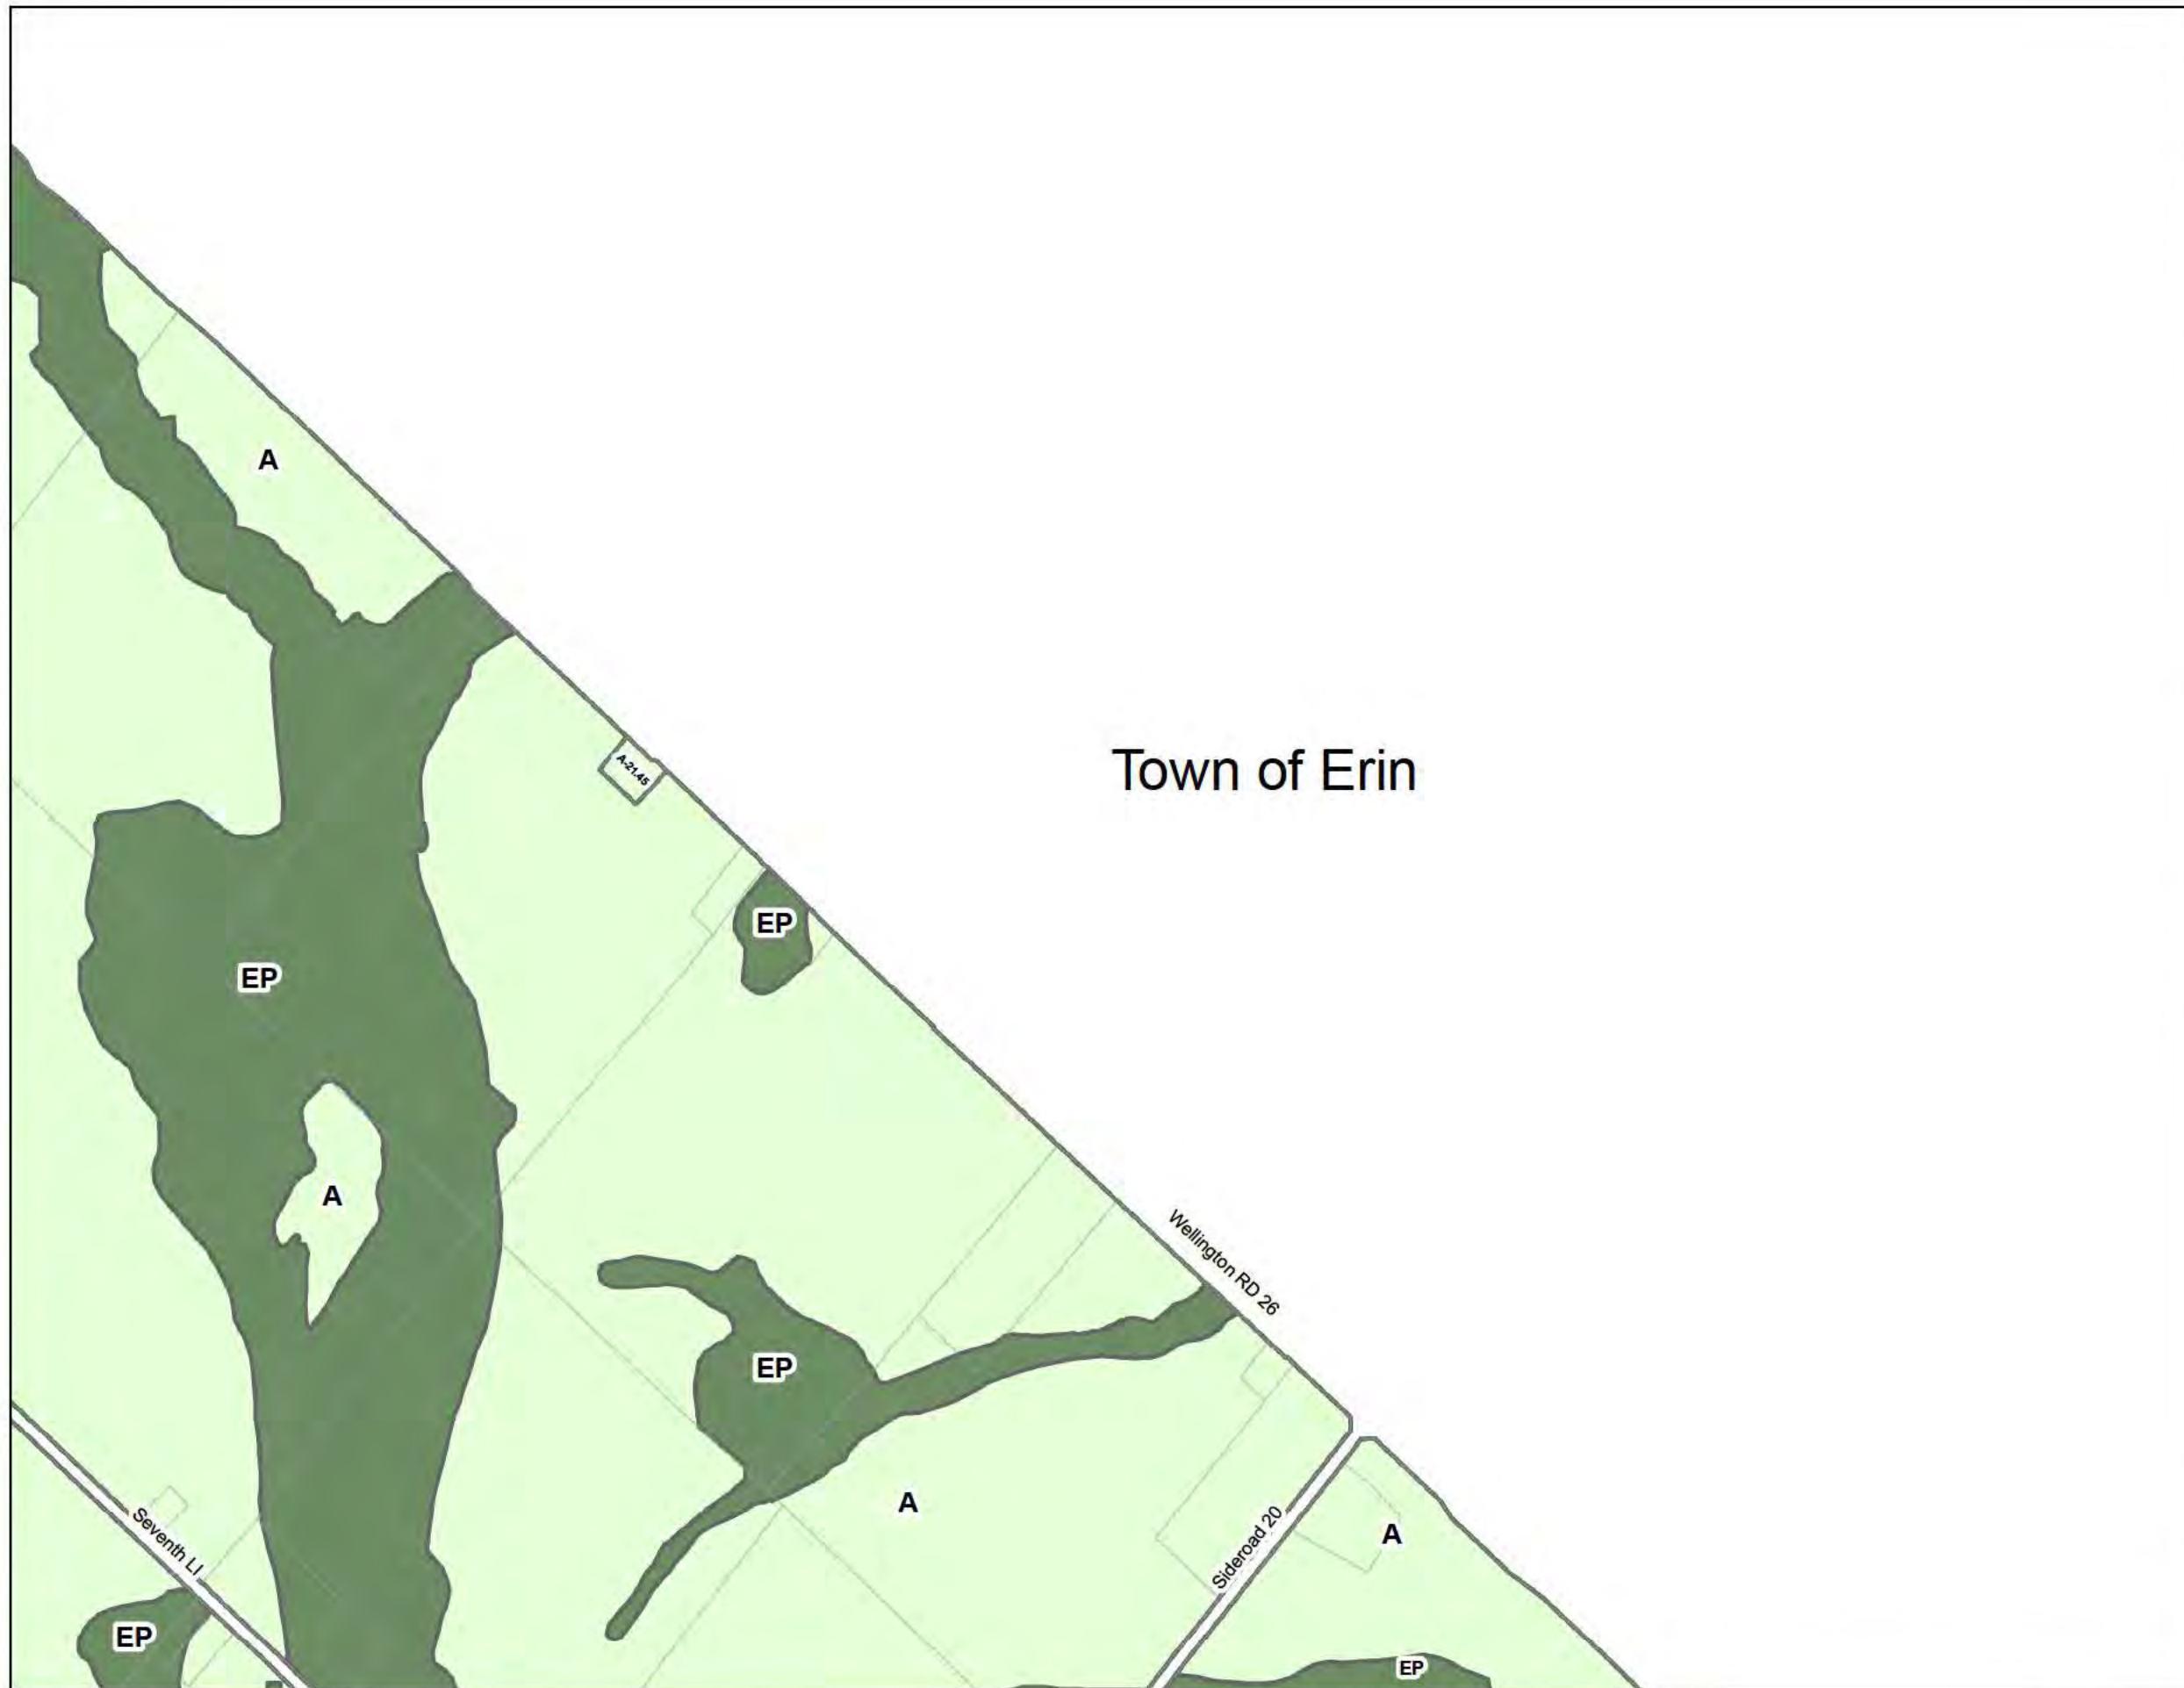 A
Town of Erin
A-21.45
EP
EP
A
Wellington RD 26
EP
A
Sideroad 20
A
Seventh LI
EP
EP